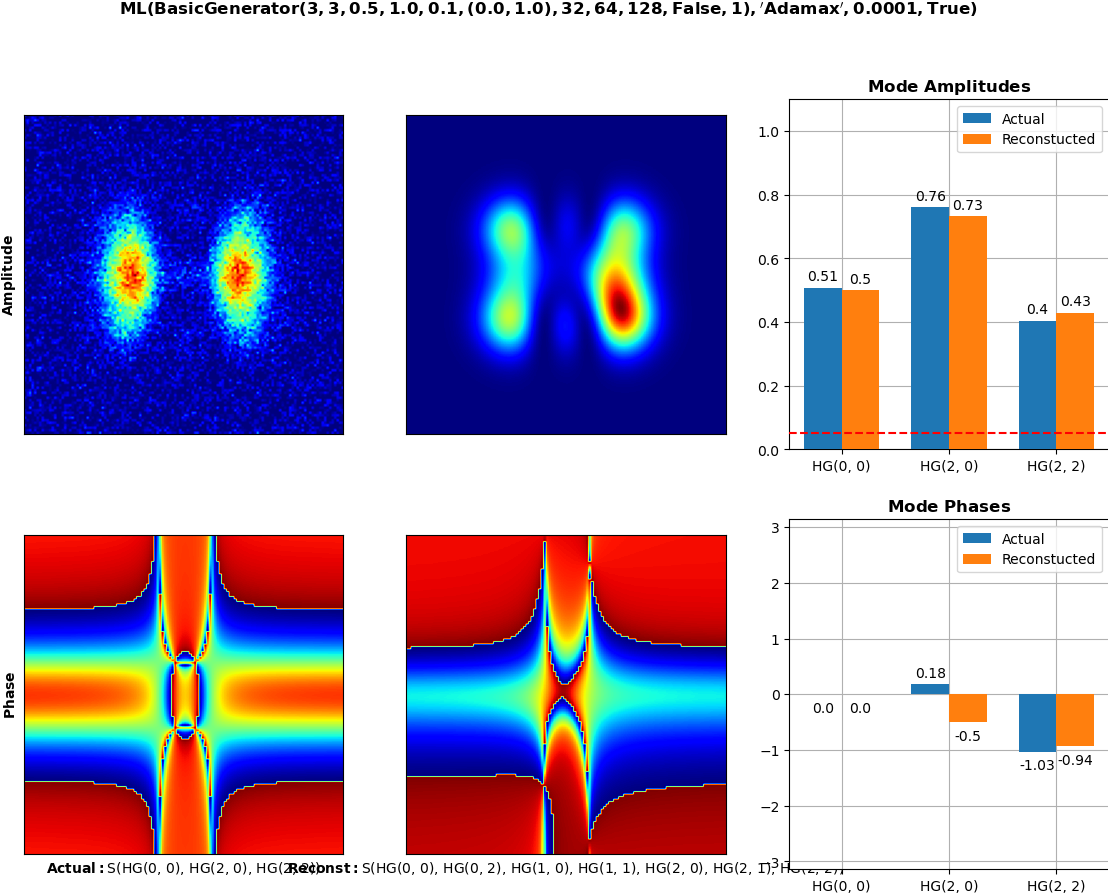 ML(BasicGenerator(3, 3, 0.5, 1.0, 0.1, (0.0, 1.0), 32, 64, 128, False, 1), 'Adamax', 0.0001, True)
Mode Amplitudes
Actual
Reconstucted
1.0
0.8
0.6
0.4
0.2
0.0
0.51
0.5
0.76
0.73
0.4
0.43
HG(0, 0)
HG(2, 0)
HG(2, 2)
Amplitude
Mode Phases
Actual
Reconstucted
3
2
1
0
−1
−2
−3
0.0
0.0
0.18
-0.5
-1.03
-0.94
HG(0, 0)
HG(2, 0)
HG(2, 2)
Phase
Actual: S(HG(0, 0), HG(2, 0), HG(2, 2))
Reconst: S(HG(0, 0), HG(0, 2), HG(1, 0), HG(1, 1), HG(2, 0), HG(2, 1), HG(2, 2))